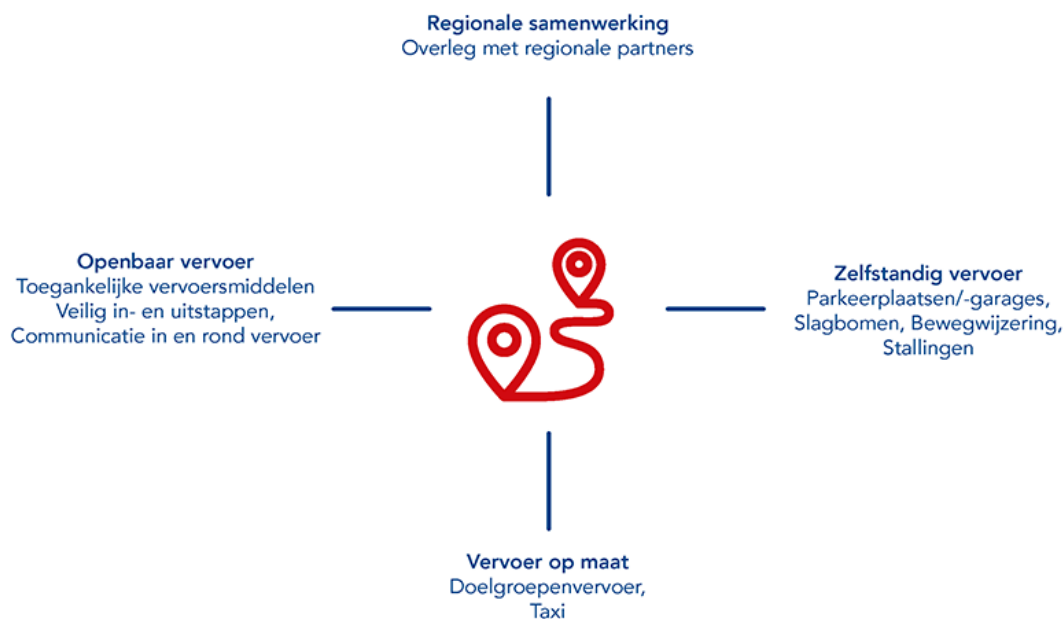 Regionale samenwerking
Overleg met regionale partners
Openbaar vervoer
Toegankelijke vervoersmiddelen
Veilig in- en uitstappen,
Communicatie in en rond vervoer
Zelfstandig vervoer
Parkeerplaatsen/-garages,
Slagbomen, Bewegwijzering,
Stallingen
Vervoer op maat
Doelgroepenvervoer,
Taxi